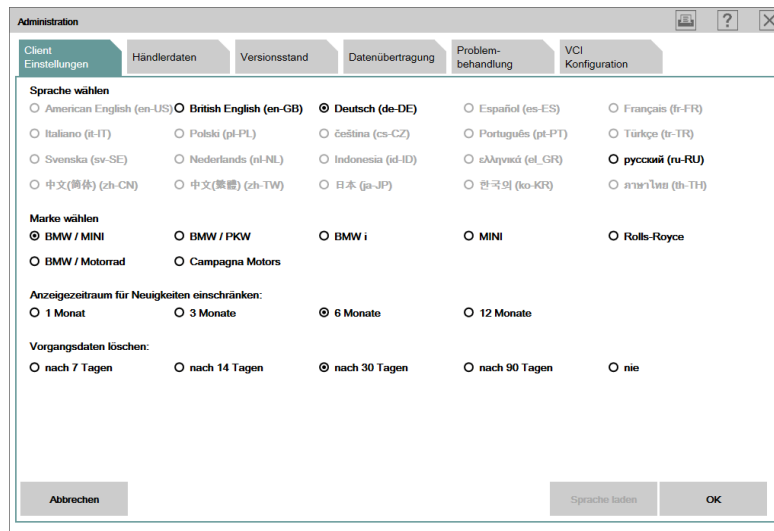 Administration
?
Client Einstellungen
Händlerdaten
Versionsstand
Datenübertragung
Problem-
behandlung
VCI
Konfiguration
Sprache wählen
American English (en-US) British English (en-GB) Deutsch (de-DE) Español (es-ES) Français (fr-FR)
Italiano (it-IT) Polski (pl-PL) čeština (cs-CZ) Português (pt-PT) Türkçe (tr-TR)
Svenska (sv-SE) Nederlands (nl-NL) Indonesia (id-ID) ελληνικά (el_GR) русский (ru-RU)
中文(简体) (zh-CN) 中文(繁體) (zh-TW) 日本 (ja-JP) 한국의 (ko-KR) ภาษาไทย (th-TH)
Marke wählen
BMW / MINI BMW / PKW BMW i MINI Rolls-Royce
BMW / Motorrad Campagna Motors
Anzeigezeitraum für Neuigkeiten einschränken:
1 Monat 3 Monate 6 Monate 12 Monate
Vorgangsdaten löschen:
nach 7 Tagen nach 14 Tagen nach 30 Tagen nach 90 Tagen nie
Abbrechen Sprache laden OK